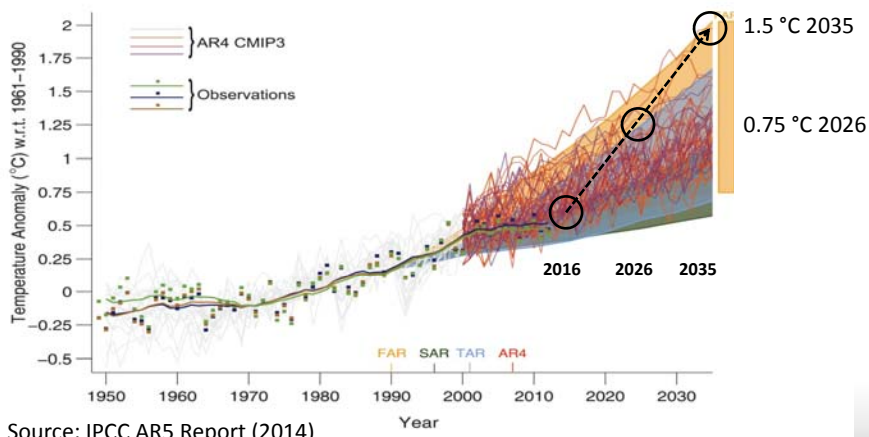 2
1.75
1.5
1.25
1
0.75
0.5
0.25
0
−0.25
−0.5
Temperature Anomaly (°C) w.r.t. 1961–1990
AR4 CMIP3
Observations
1.5 °C 2035
0.75 °C 2026
2016 2026 2035
FAR SAR TAR AR4
1950 1960 1970 1980 1990 2000 2010 2020 2030
Year
Source: IPCC AR5 Report (2014)